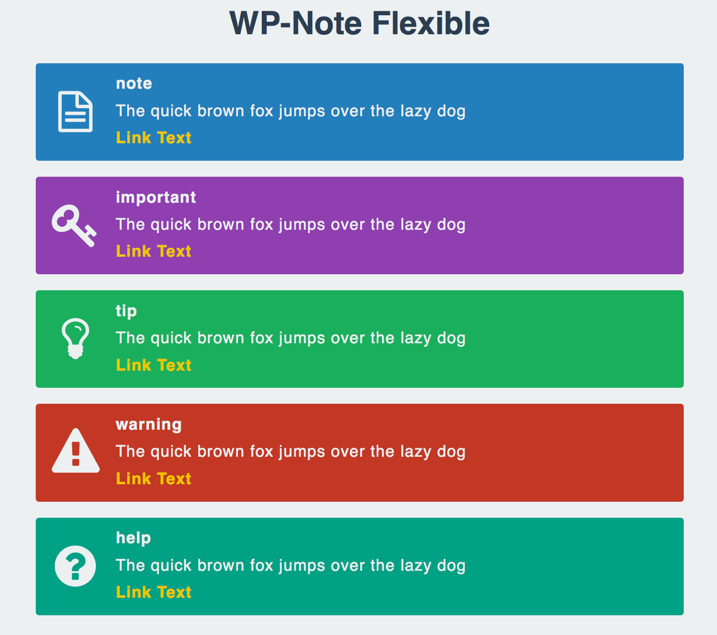 WP-Note Flexible
note
The quick brown fox jumps over the lazy dog
Link Text
important
The quick brown fox jumps over the lazy dog
Link Text
tip
The quick brown fox jumps over the lazy dog
Link Text
warning
The quick brown fox jumps over the lazy dog
Link Text
help
The quick brown fox jumps over the lazy dog
Link Text